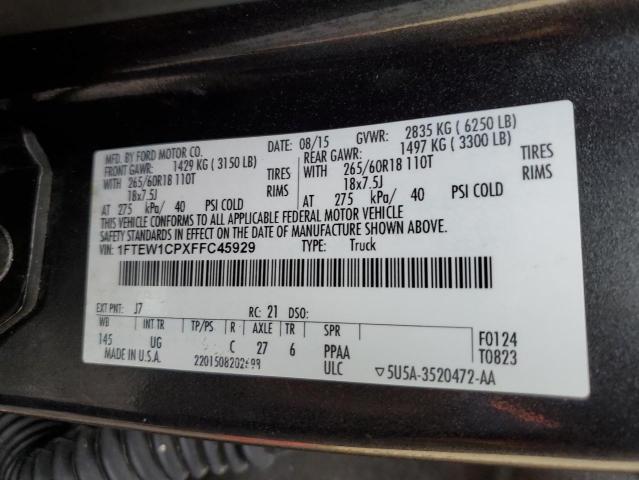 MFD. BY FORD MOTOR CO. DATE: 08/15 GVWR: 2835 KG ( 6250 LB)
FRONT GAWR: 1429 KG ( 3150 LB) REAR GAWR: 1497 KG ( 3300 LB)
WITH 265/60R18 110T TIRES WITH 265/60R18 110T TIRES
18x7.5J RIMS 18x7.5J RIMS
AT 275 kPa/ 40 PSI COLD AT 275 kPa/ 40 PSI COLD
THIS VEHICLE CONFORMS TO ALL APPLICABLE FEDERAL MOTOR VEHICLE
SAFETY STANDARDS IN EFFECT ON THE DATE OF MANUFACTURE SHOWN ABOVE
VIN: 1FTEW1CPXFFC45929 TYPE: Truck
EXT PNT: J7 RC: 21 DSO:
WB INT TR TP/PS R AXLE TR SPR
145 UG C 27 6 PPAA F0124
MADE IN U.S.A. ULC T0823
▽5U5A-3520472-AA